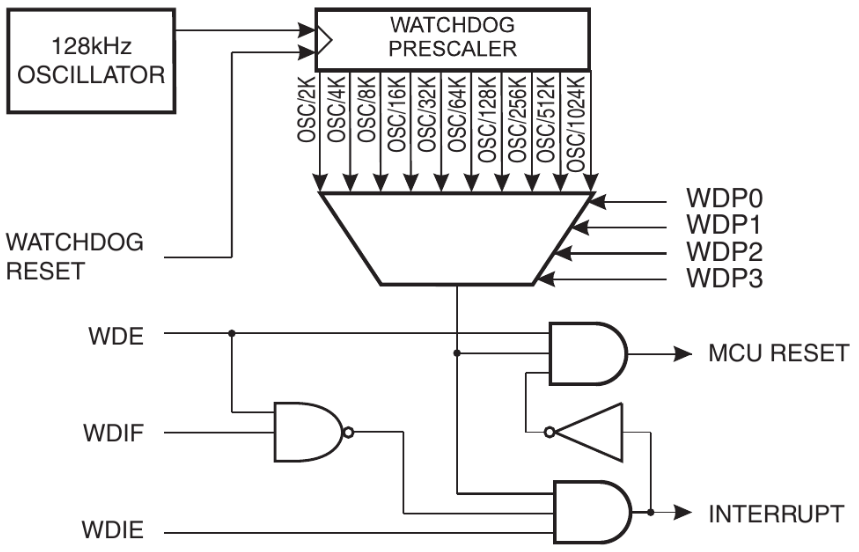 128kHz
OSCILLATOR
WATCHDOG
PRESCALER
OSC/2K
OSC/4K
OSC/8K
OSC/16K
OSC/32K
OSC/64K
OSC/128K
OSC/256K
OSC/512K
OSC/1024K
WATCHDOG
RESET
WDP0
WDP1
WDP2
WDP3
WDE
MCU RESET
WDIF
INTERRUPT
WDIE